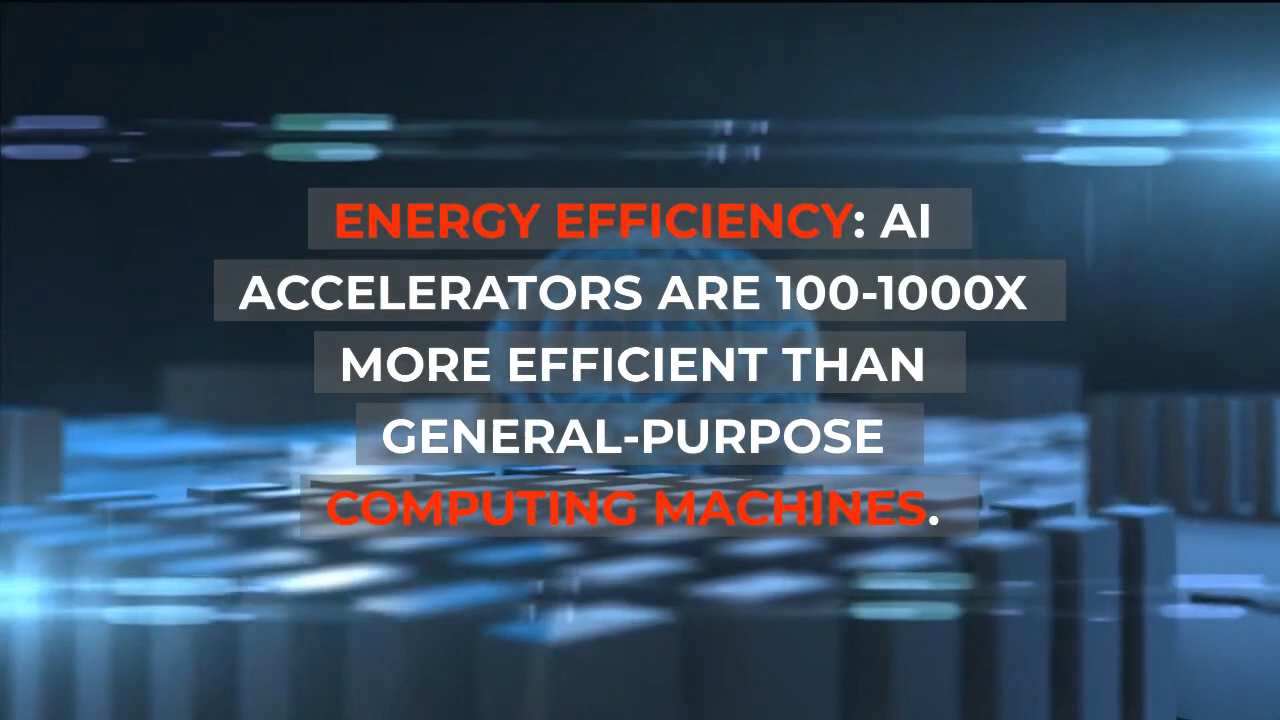 ENERGY EFFICIENCY: AI
ACCELERATORS ARE 100-1000X
MORE EFFICIENT THAN
GENERAL-PURPOSE
COMPUTING MACHINES.